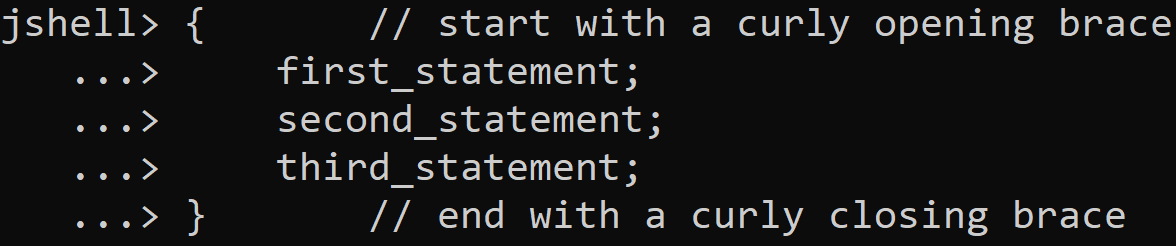 jshell> {       // start with a curly opening brace
   ...>     first_statement;
   ...>     second_statement;
   ...>     third_statement;
   ...> }       // end with a curly closing brace